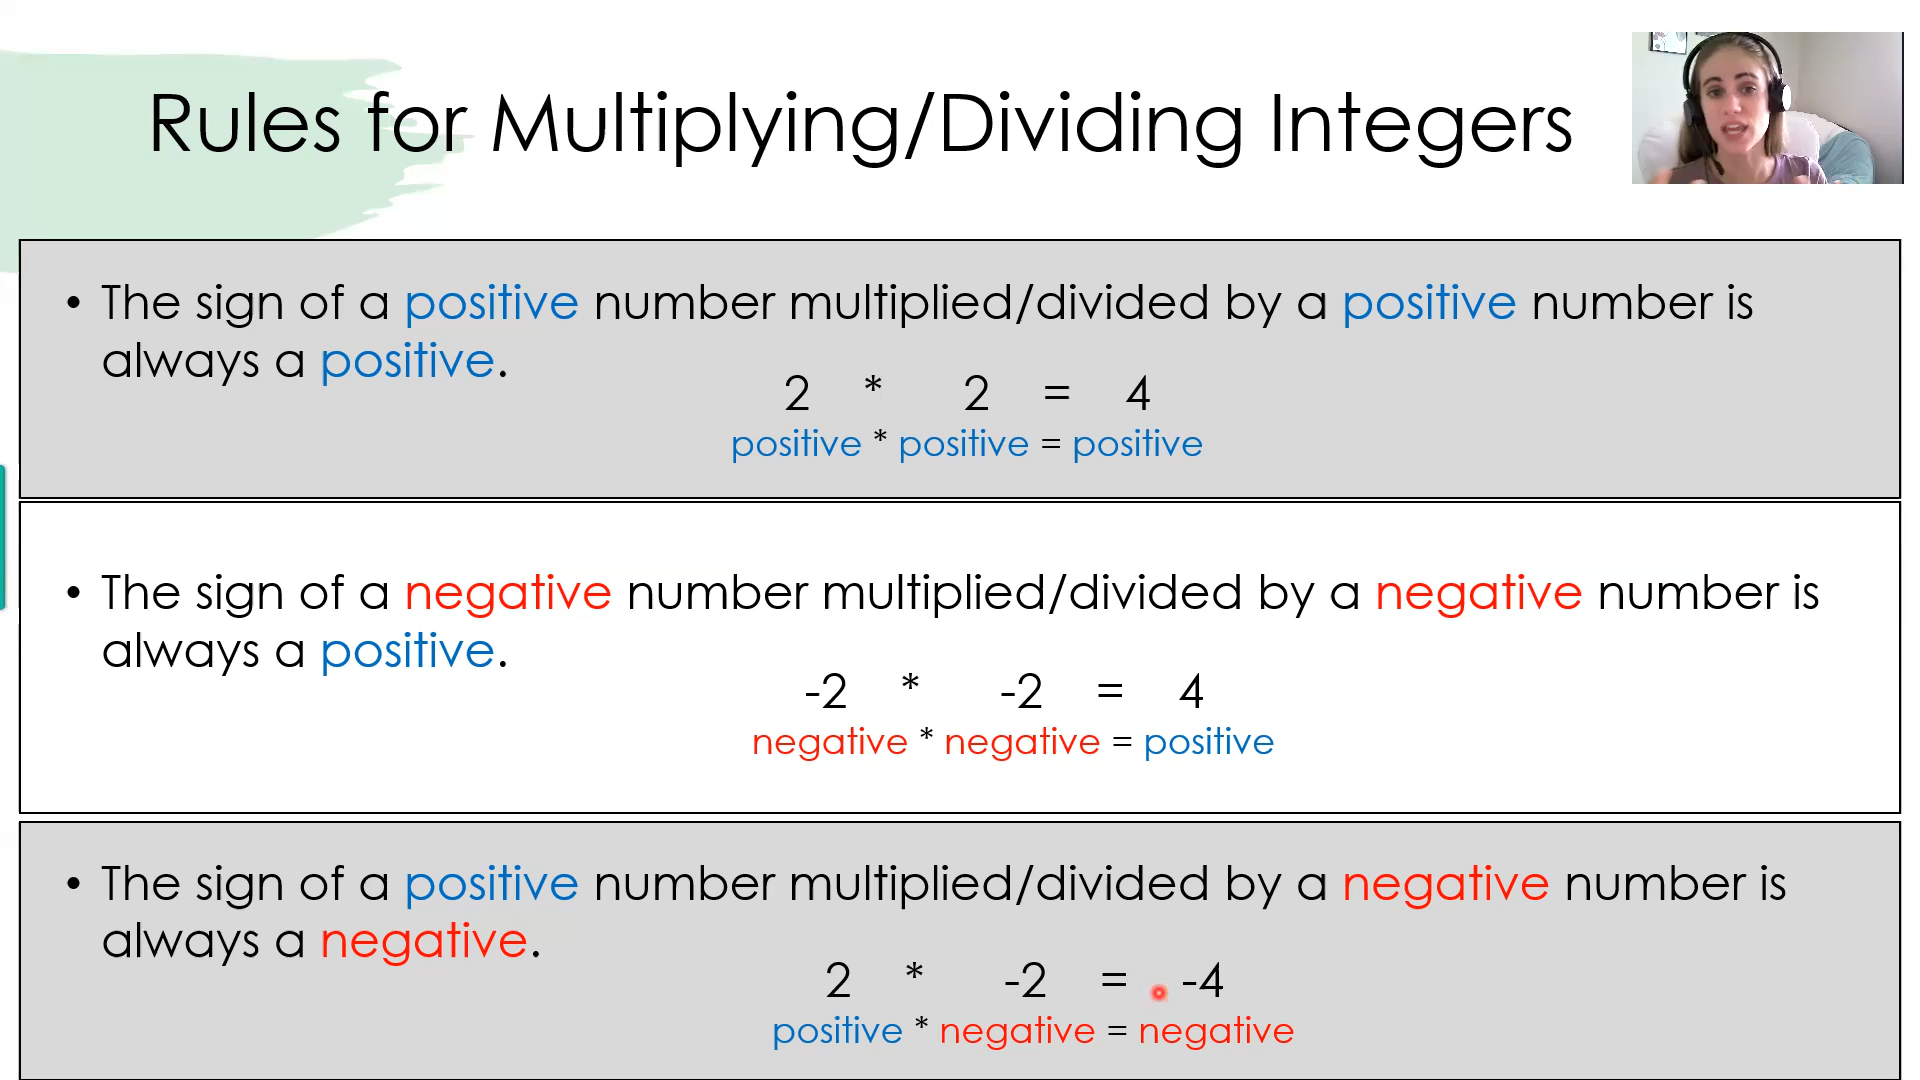 Rules for Multiplying/Dividing Integers
• The sign of a positive number multiplied/divided by a positive number is
always a positive.
2 * 2 = 4
positive * positive = positive
• The sign of a negative number multiplied/divided by a negative number is
always a positive.
-2 * -2 = 4
negative * negative = positive
• The sign of a positive number multiplied/divided by a negative number is
always a negative.
2 * -2 = -4
positive * negative = negative